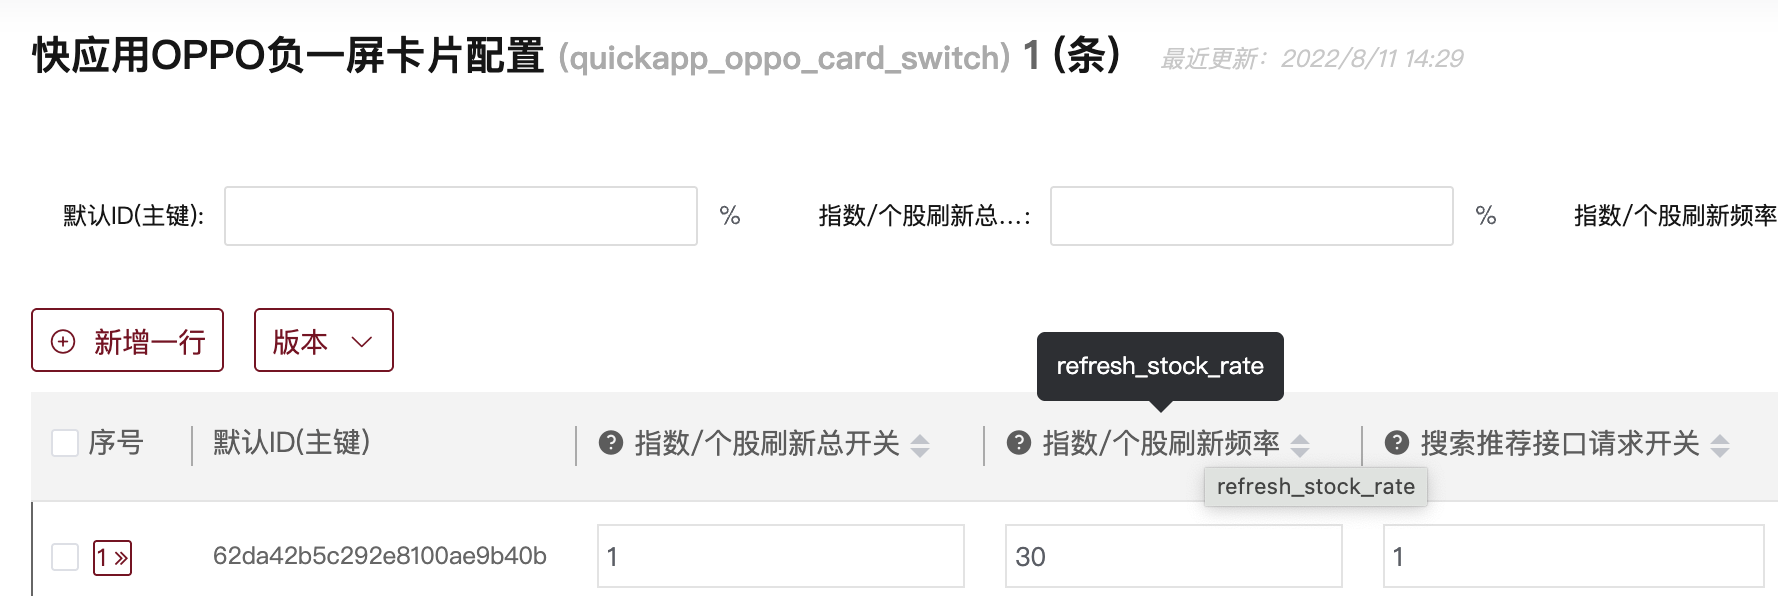 快应用OPPO负一屏卡片配置 (quickapp_oppo_card_switch) 1 (条) 最近更新：2022/8/11 14:29
默认ID(主键): % 指数/个股刷新总...: % 指数/个股刷新频率
新增一行 版本
refresh_stock_rate
序号 默认ID(主键) 指数/个股刷新总开关 指数/个股刷新频率 搜索推荐接口请求开关
refresh_stock_rate
1 » 62da42b5c292e8100ae9b40b 1 30 1